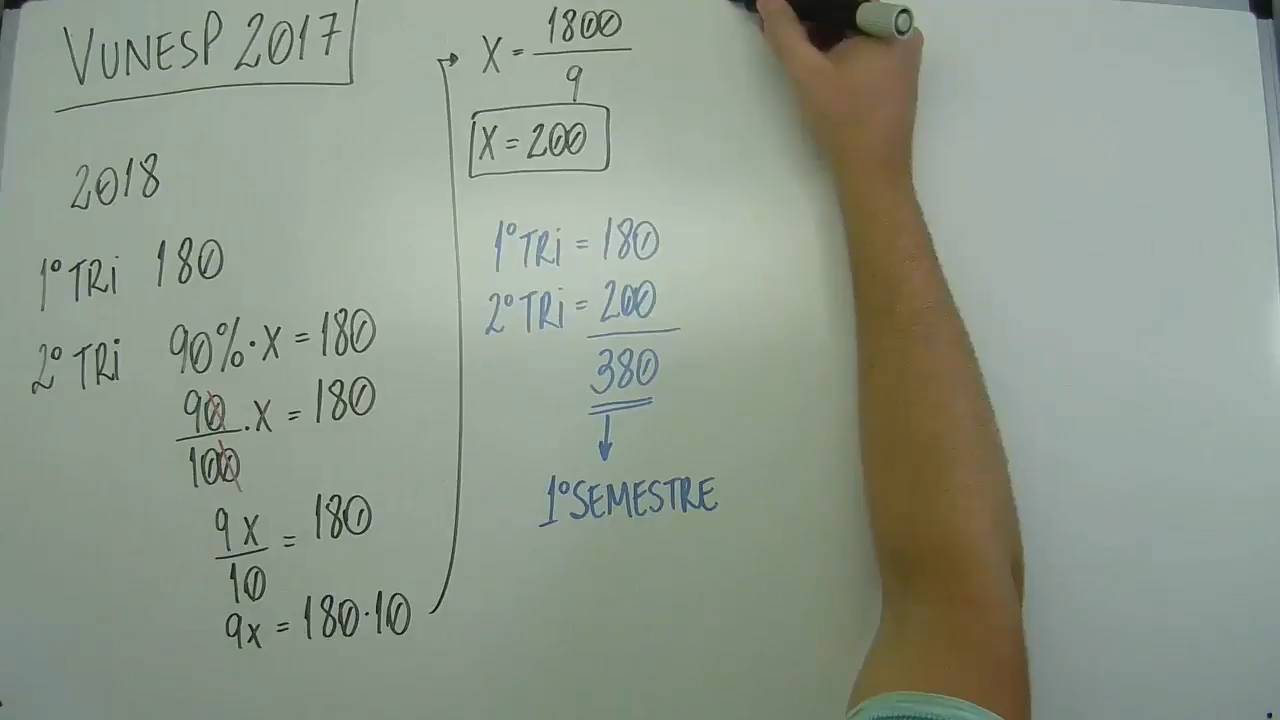 VUNESP 2017
2018
1º TRi 180
2º TRi 90% · X = 180
90/100 . X = 180
9x/10 = 180
9x = 180·10
X = 1800/9
X = 200
1º TRi = 180
2º TRi = 200
380
1º SEMESTRE